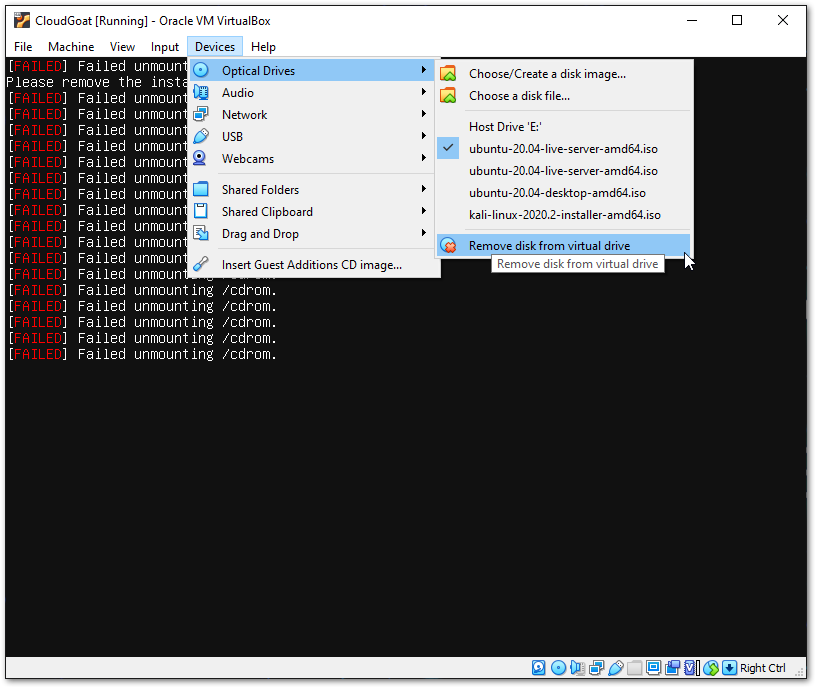 CloudGoat [Running] - Oracle VM VirtualBox
File Machine View Input Devices Help
[FAILED] Failed unmount
Please remove the insta
[FAILED] Failed unmount
[FAILED] Failed unmount
[FAILED] Failed unmount
[FAILED] Failed unmount
[FAILED] Failed unmount
[FAILED] Failed unmount
[FAILED] Failed unmount
[FAILED] Failed unmount
[FAILED] Failed unmount
[FAILED] Failed unmount
[FAILED] Failed unmount
[FAILED] Failed unmounting /cdrom.
[FAILED] Failed unmounting /cdrom.
[FAILED] Failed unmounting /cdrom.
[FAILED] Failed unmounting /cdrom.
[FAILED] Failed unmounting /cdrom.
[FAILED] Failed unmounting /cdrom.
Optical Drives
Audio
Network
USB
Webcams
Shared Folders
Shared Clipboard
Drag and Drop
Insert Guest Additions CD image...
Choose/Create a disk image...
Choose a disk file...
Host Drive 'E:'
ubuntu-20.04-live-server-amd64.iso
ubuntu-20.04-live-server-amd64.iso
ubuntu-20.04-desktop-amd64.iso
kali-linux-2020.2-installer-amd64.iso
Remove disk from virtual drive
Remove disk from virtual drive
Right Ctrl